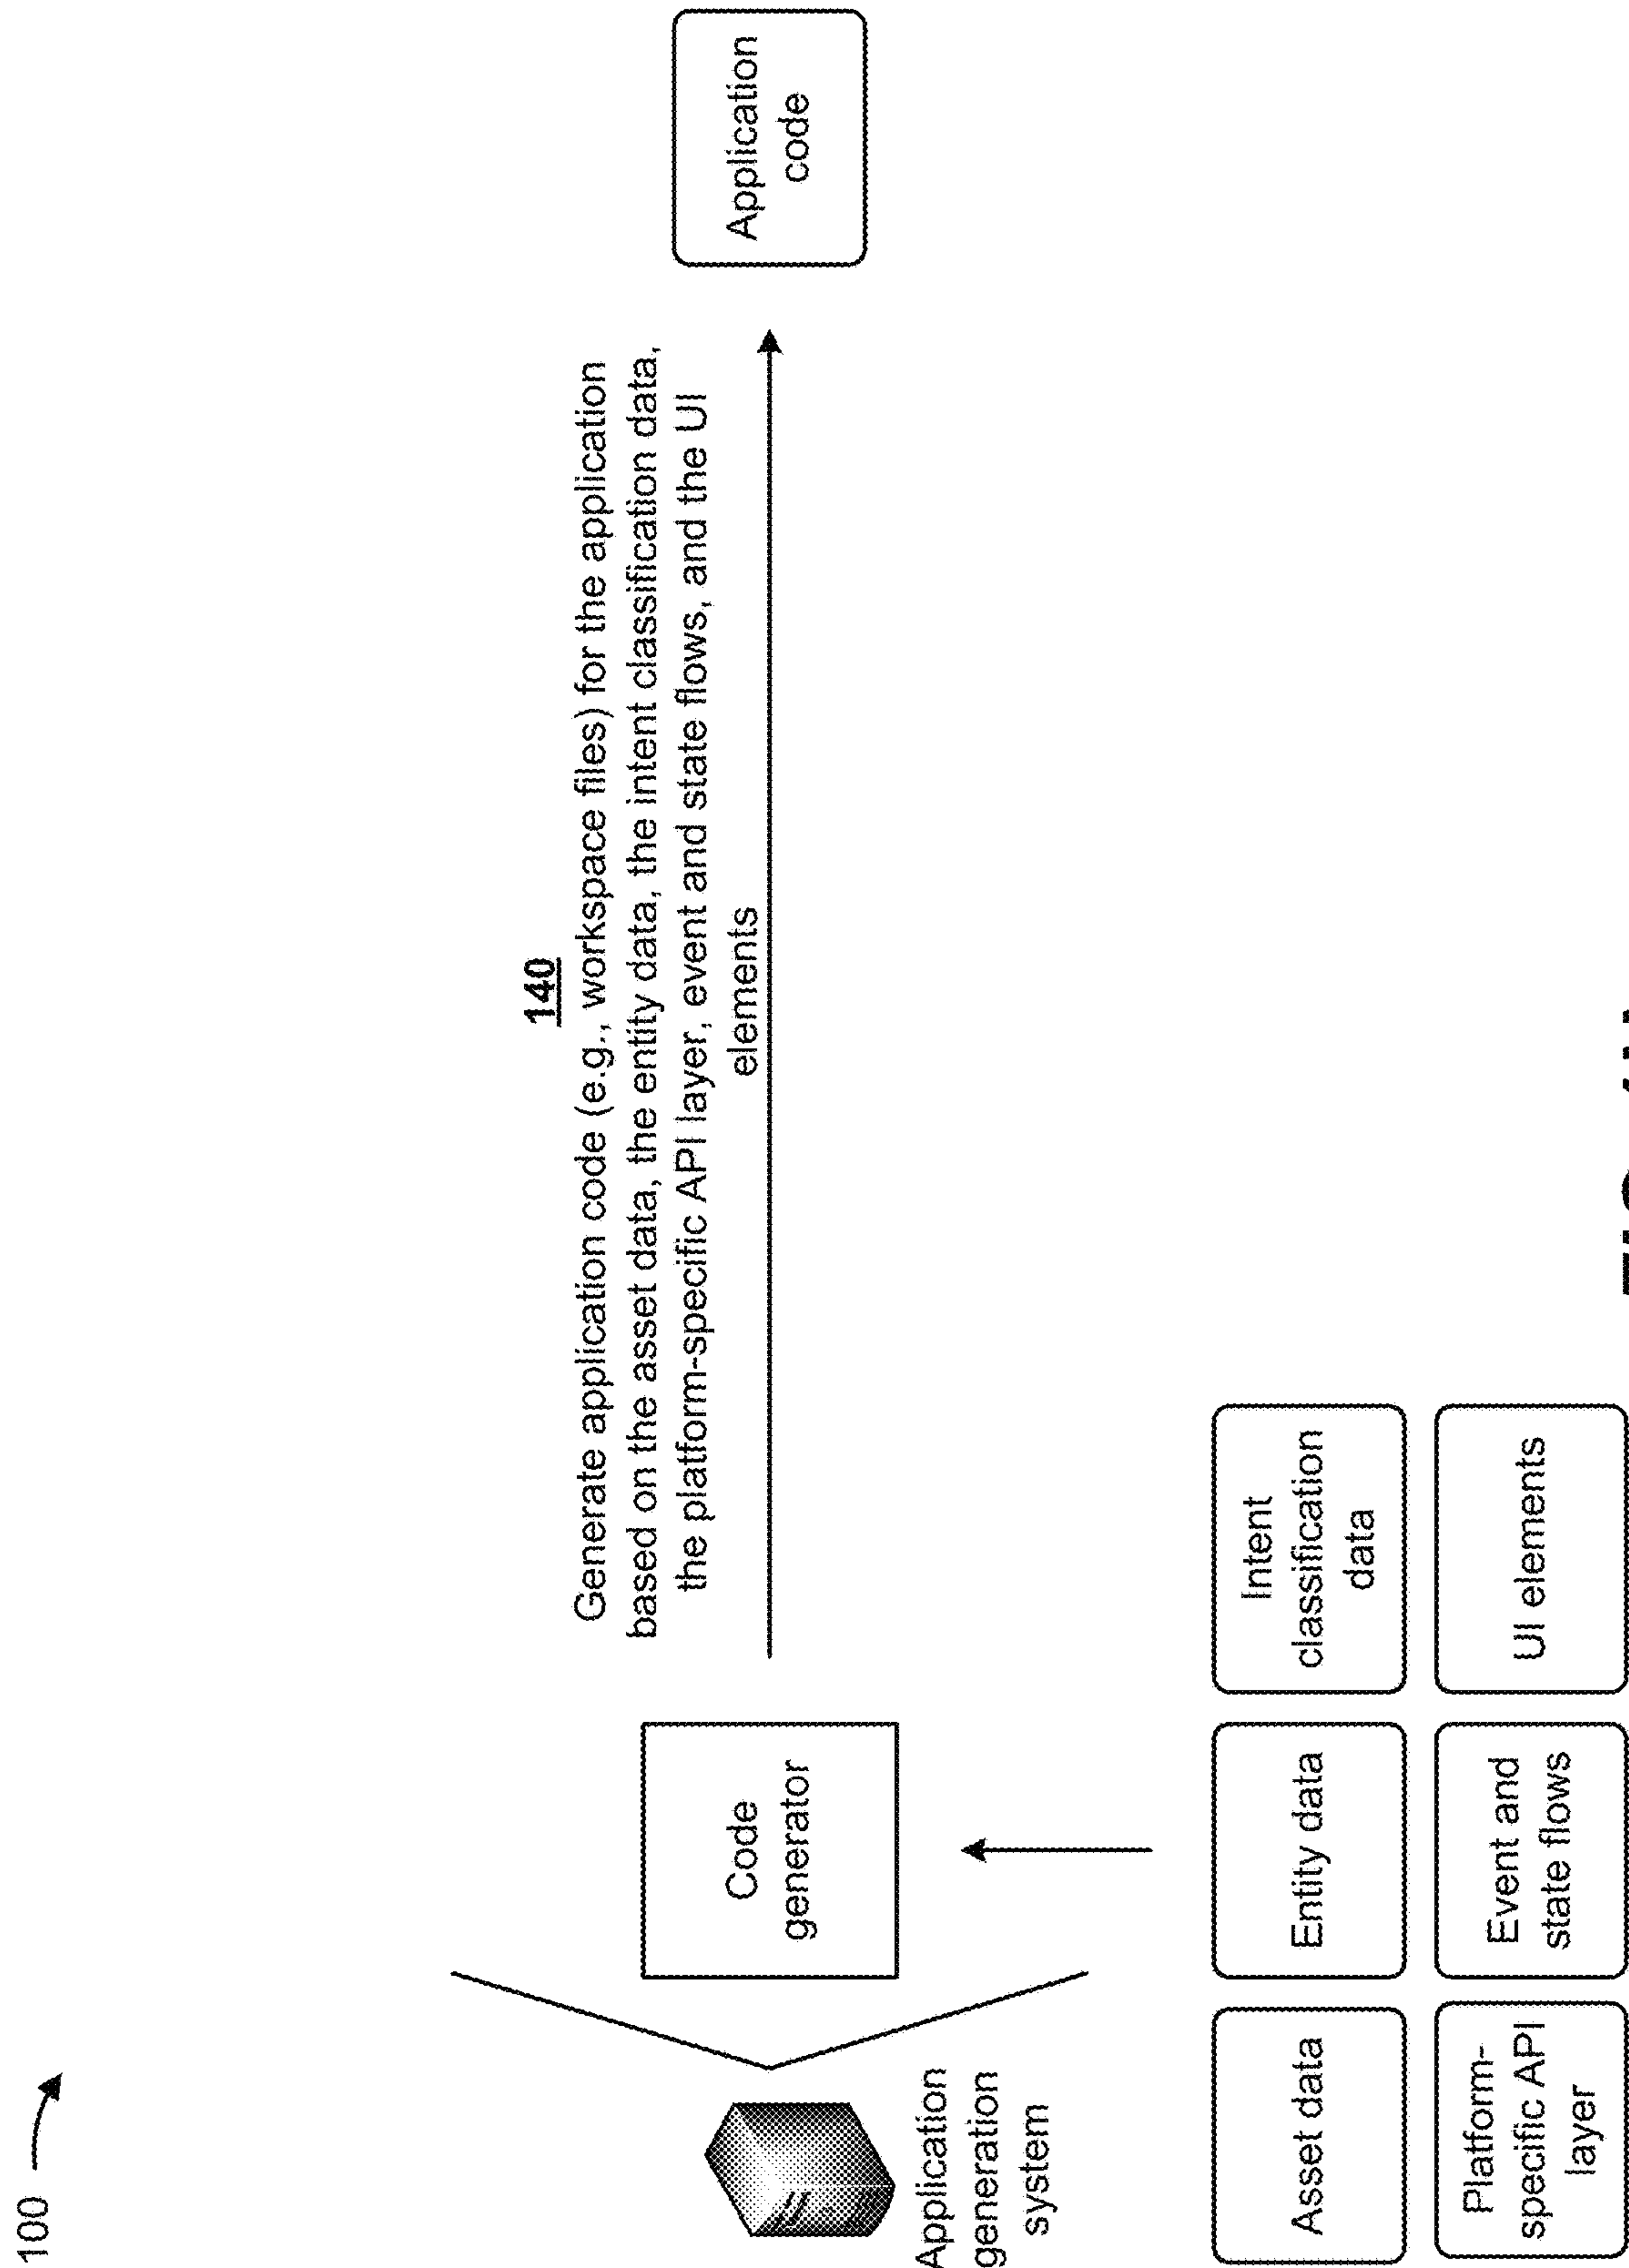 100
140
Generate application code (e.g., workspace files) for the application
based on the asset data, the entity data, the intent classification data,
the platform-specific API layer, event and state flows, and the UI
elements
Application
code
Code
generator
Application
generation
system
Asset data
Entity data
Intent
classification
data
Platform-
specific API
layer
Event and
state flows
UI elements